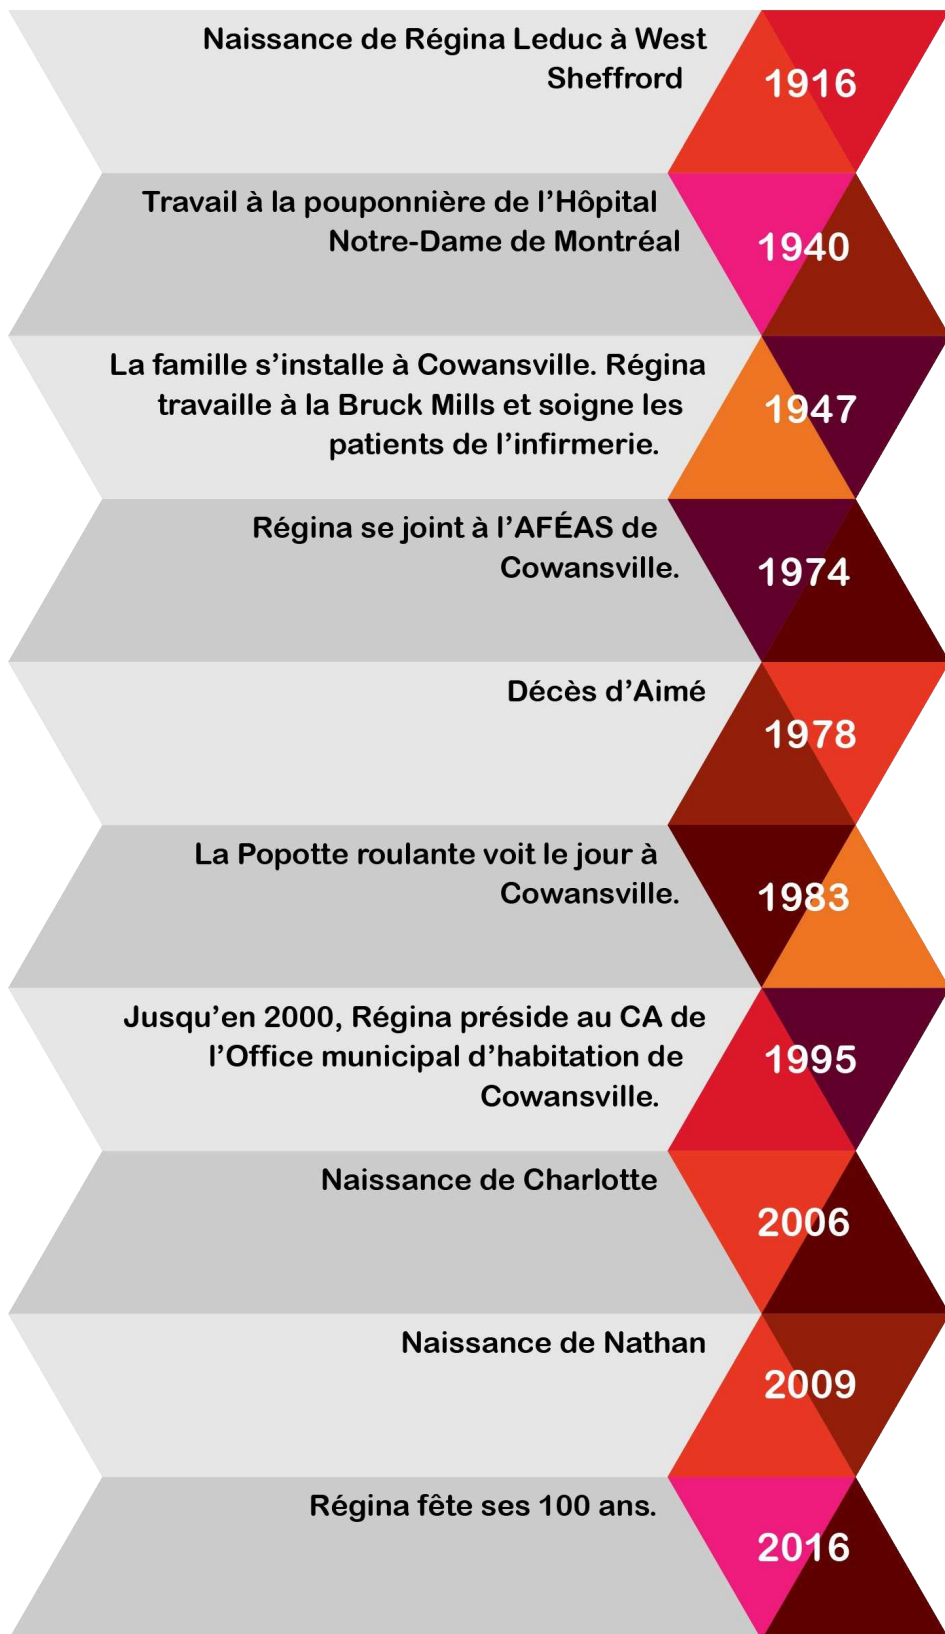 Naissance de Régina Leduc à West
Sheffrord
1916
Travail à la pouponnière de l'Hôpital
Notre-Dame de Montréal
1940
La famille s'installe à Cowansville. Régina
travaille à la Bruck Mills et soigne les
patients de l'infirmerie.
1947
Régina se joint à l'AFÉAS de
Cowansville.
1974
Décès d'Aimé
1978
La Popotte roulante voit le jour à
Cowansville.
1983
Jusqu'en 2000, Régina préside au CA de
l'Office municipal d'habitation de
Cowansville.
1995
Naissance de Charlotte
2006
Naissance de Nathan
2009
Régina fête ses 100 ans.
2016